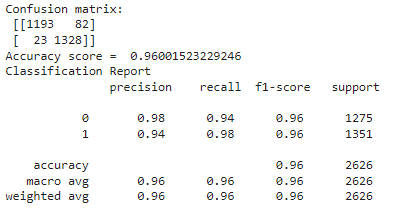 Confusion matrix:
[[1193 82]
[ 23 1328]]
Accuracy score = 0.96001523229246
Classification Report
precision recall f1-score support
0 0.98 0.94 0.96 1275
1 0.94 0.98 0.96 1351
accuracy 0.96 2626
macro avg 0.96 0.96 0.96 2626
weighted avg 0.96 0.96 0.96 2626